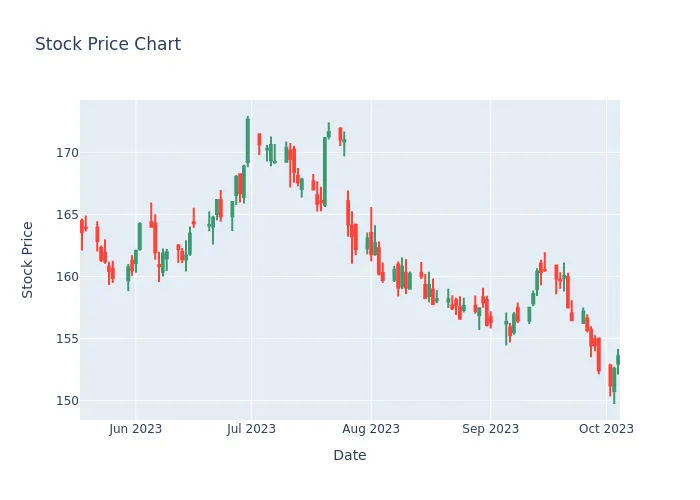 Stock Price Chart
Stock Price
170
165
160
155
150
Jun 2023
Jul 2023
Aug 2023
Sep 2023
Oct 2023
Date